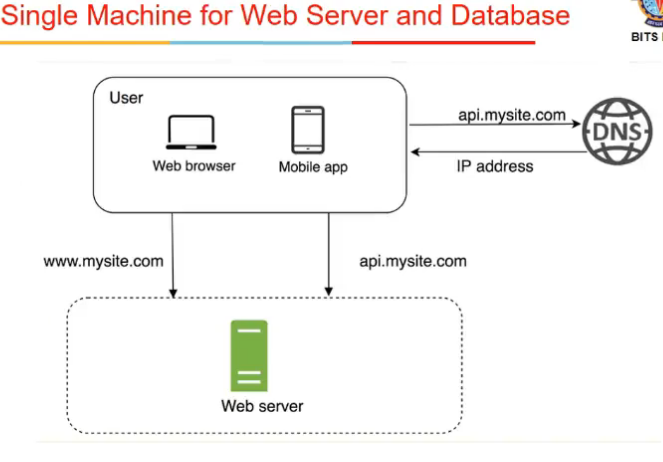 Single Machine for Web Server and Database
BITS
User
Web browser
Mobile app
api.mysite.com
DNS
IP address
www.mysite.com
api.mysite.com
Web server